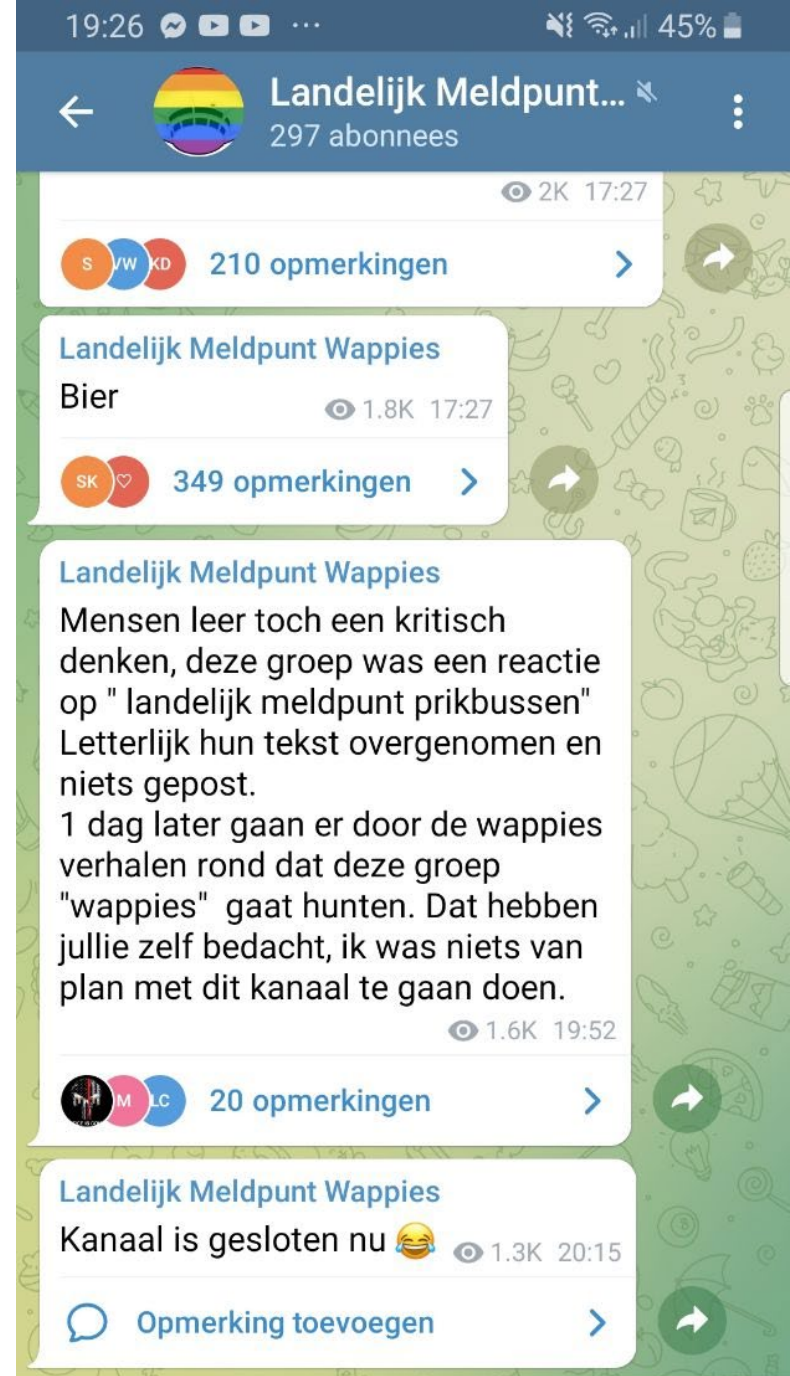 19:26 ... 45%
Landelijk Meldpunt...
297 abonnees
2K 17:27
S VW KD 210 opmerkingen
Landelijk Meldpunt Wappies
Bier 1.8K 17:27
SK 349 opmerkingen
Landelijk Meldpunt Wappies
Mensen leer toch een kritisch
denken, deze groep was een reactie
op " landelijk meldpunt prikbussen"
Letterlijk hun tekst overgenomen en
niets gepost.
1 dag later gaan er door de wappies
verhalen rond dat deze groep
"wappies" gaat hunten. Dat hebben
jullie zelf bedacht, ik was niets van
plan met dit kanaal te gaan doen.
1.6K 19:52
M LC 20 opmerkingen
Landelijk Meldpunt Wappies
Kanaal is gesloten nu 😂 1.3K 20:15
Opmerking toevoegen